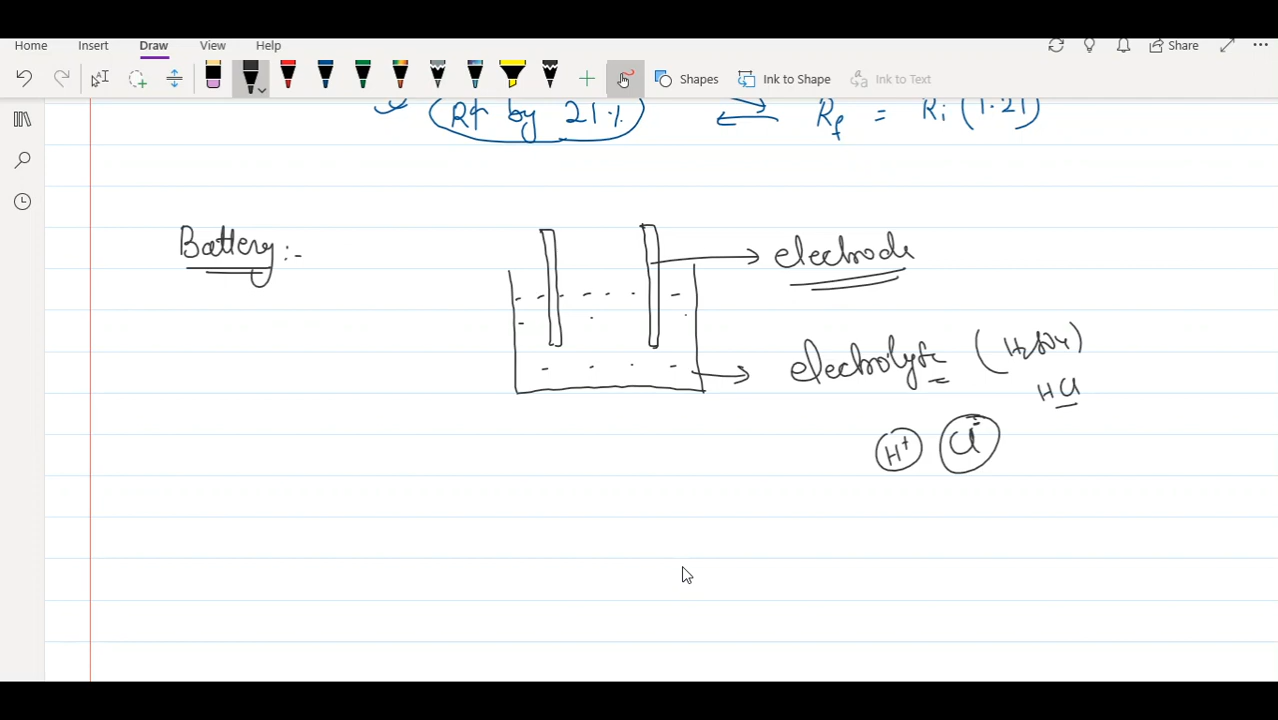 Home Insert Draw View Help Share
Shapes Ink to Shape Ink to Text
R↑ by 21% Rf = Ri (1.21)
Battery:-
electrode
electrolyte (H2SO4)
HCl
H+ Cl-